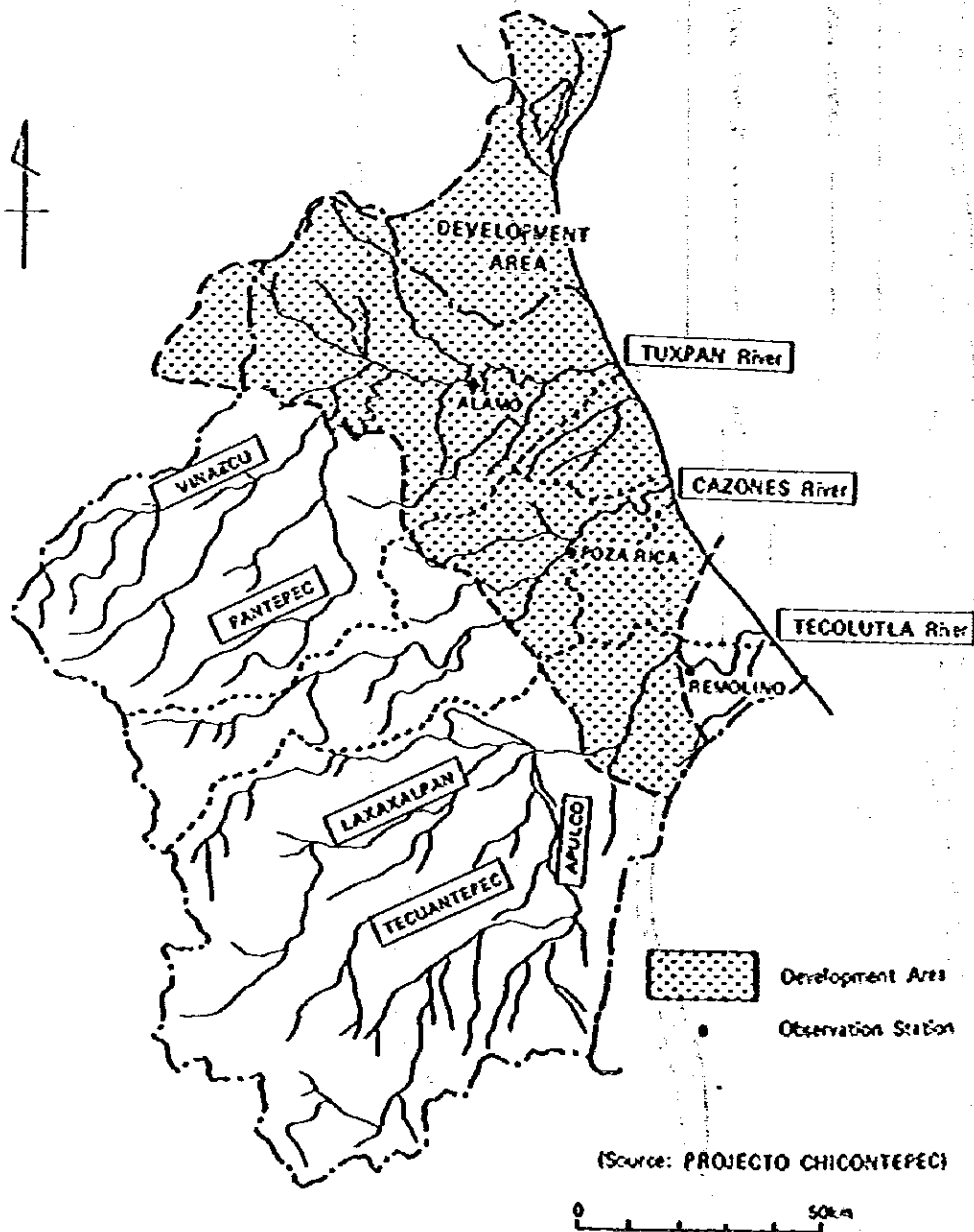 DEVELOPMENT
AREA
TUXPAN River
ALAMO
VINAZCU
CAZONES River
POZA RICA
PANTEPEC
TECOLUTLA River
REMOLINO
LAXAXALPAN
APULCO
TECUANTEPEC
Development Area
Observation Station
(Source: PROJECTO CHICONTEPEC)
0 50km